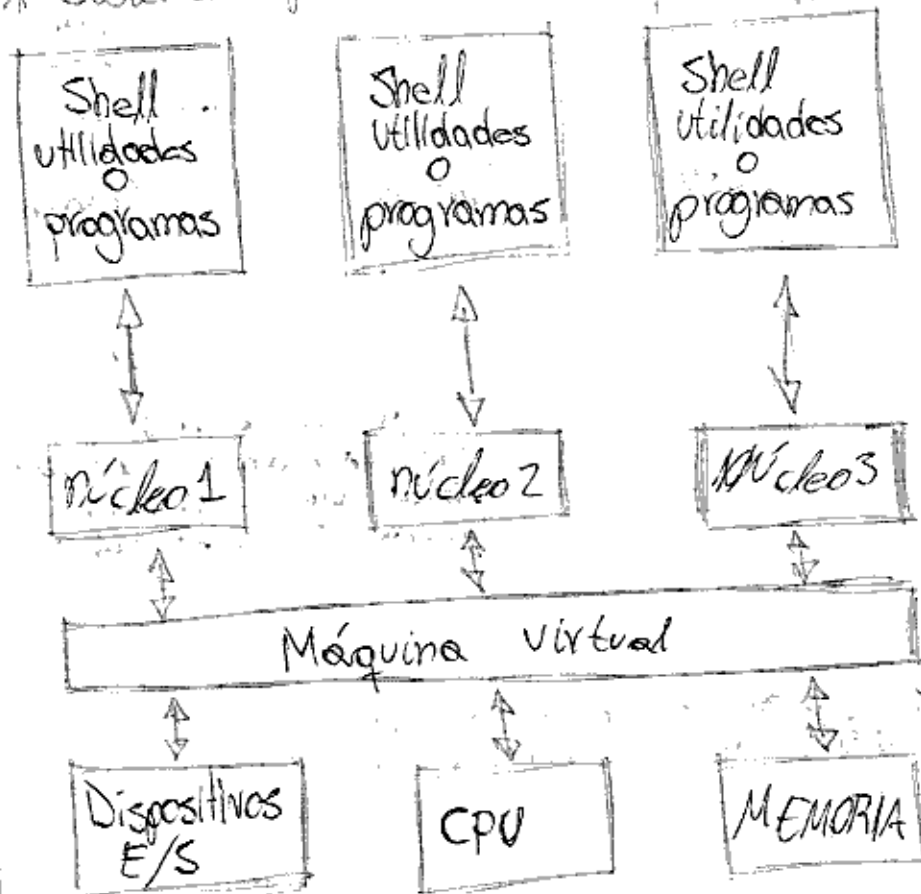 Shell
utilidades
o
programas
Shell
utilidades
o
programas
Shell
utilidades
o
programas
núcleo 1
núcleo 2
Núcleo 3
Máquina virtual
Dispositivos
E/S
CPU
MEMORIA